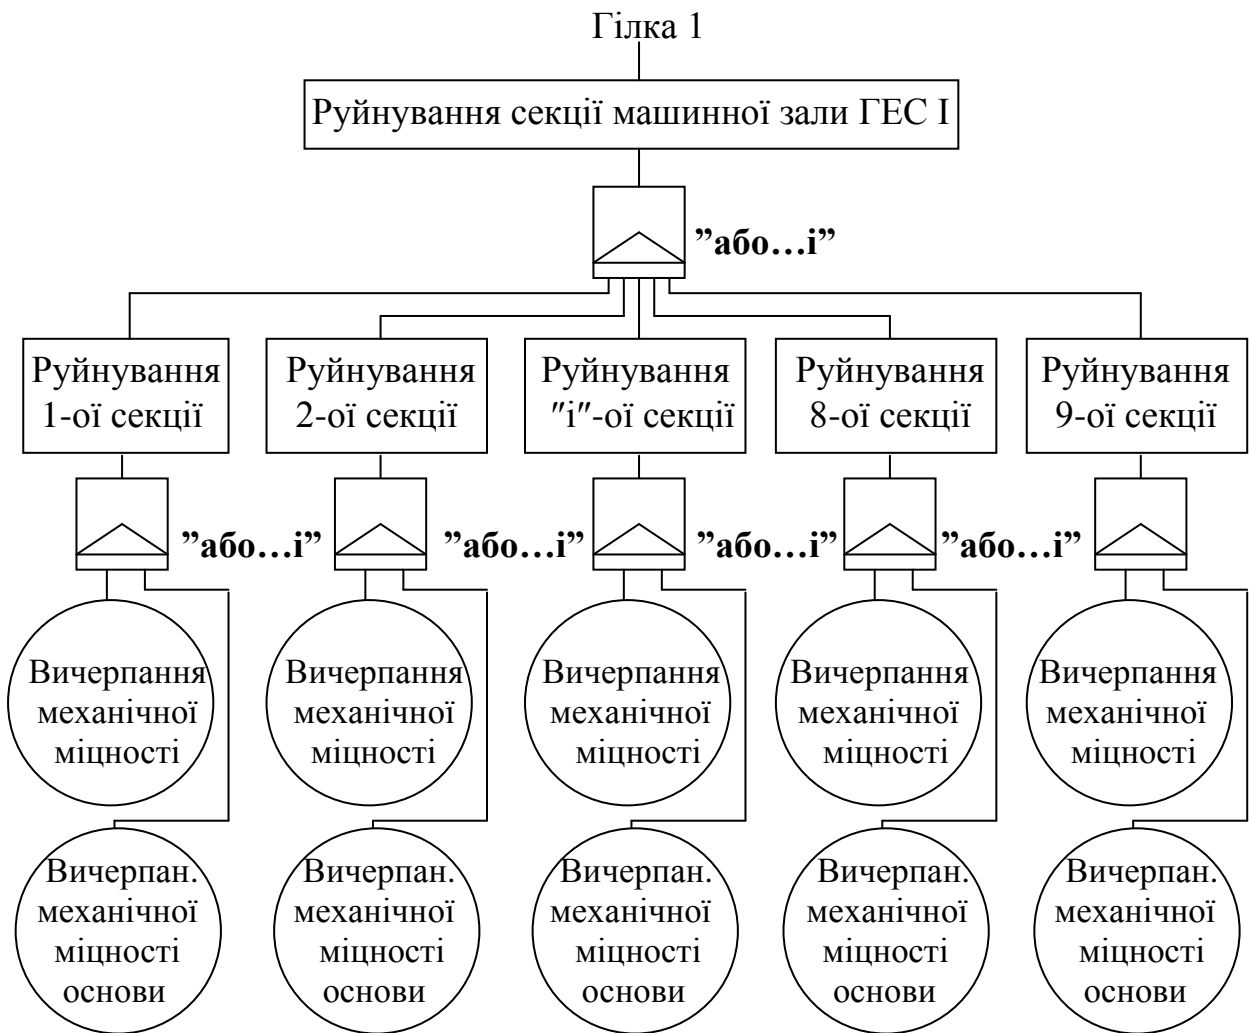 Гілка 1
Руйнування секції машинної зали ГЕС І
”або…і”
Руйнування
1-ої секції
Руйнування
2-ої секції
Руйнування
"і"-ої секції
Руйнування
8-ої секції
Руйнування
9-ої секції
”або…і”
”або…і”
”або…і”
”або…і”
Вичерпання
механічної
міцності
Вичерпання
механічної
міцності
Вичерпання
механічної
міцності
Вичерпання
механічної
міцності
Вичерпання
механічної
міцності
Вичерпан.
механічної
міцності
основи
Вичерпан.
механічної
міцності
основи
Вичерпан.
механічної
міцності
основи
Вичерпан.
механічної
міцності
основи
Вичерпан.
механічної
міцності
основи